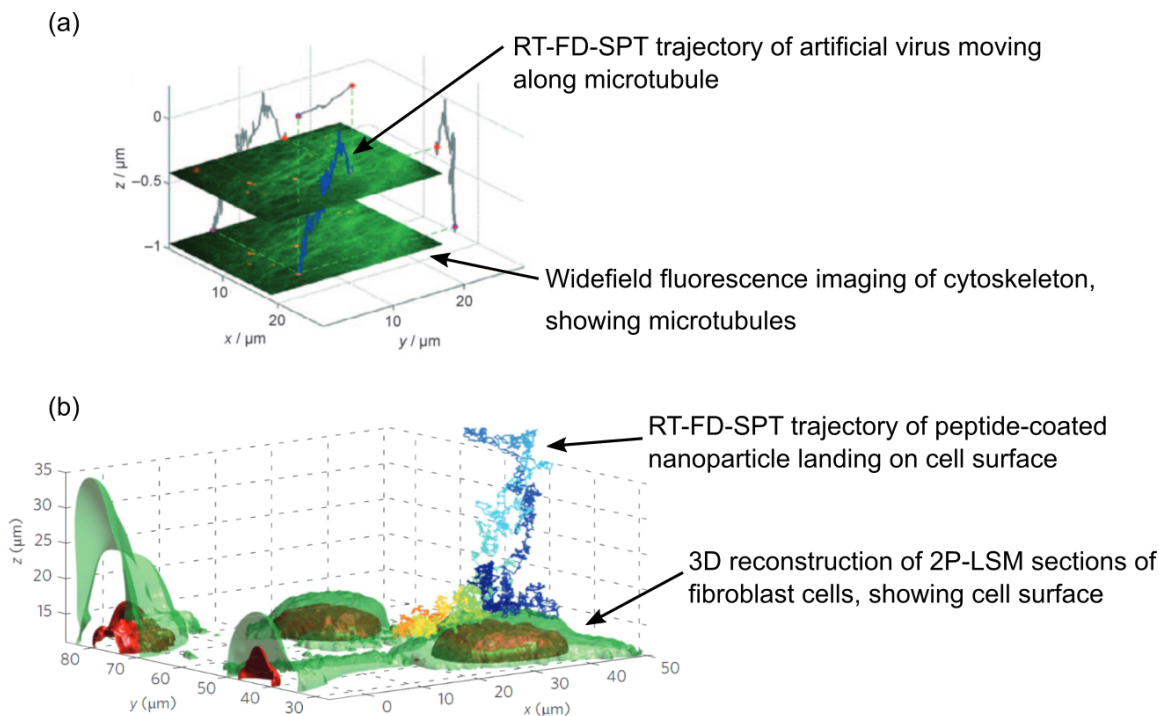 (a)
RT-FD-SPT trajectory of artificial virus moving
along microtubule
0
−0.5
−1
z / µm
10
20
x / µm
10
20
y / µm
Widefield fluorescence imaging of cytoskeleton,
showing microtubules
(b)
RT-FD-SPT trajectory of peptide-coated
nanoparticle landing on cell surface
35
30
25
20
15
z (µm)
3D reconstruction of 2P-LSM sections of
fibroblast cells, showing cell surface
80
70
60
50
40
30
y (µm)
0
10
20
30
40
50
x (µm)